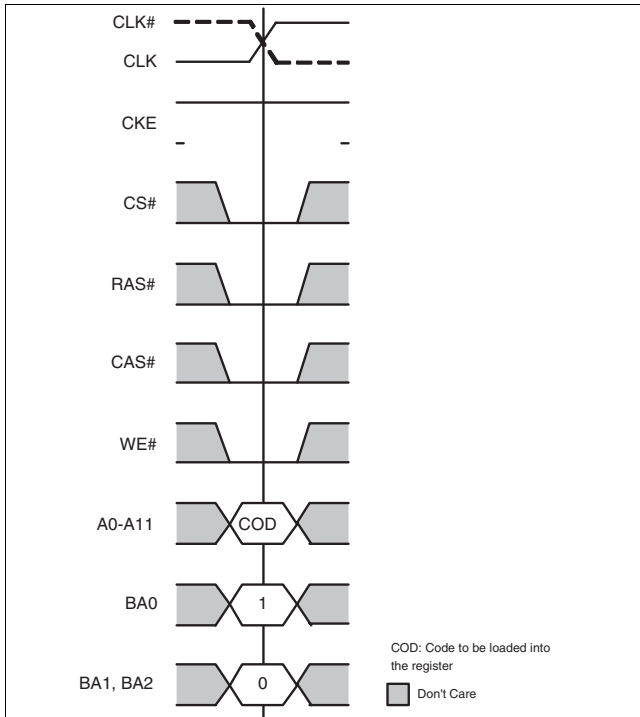 CLK#
CLK
CKE
CS#
RAS#
CAS#
WE#
A0-A11
COD
BA0
1
BA1, BA2
0
COD: Code to be loaded into
the register
Don't Care